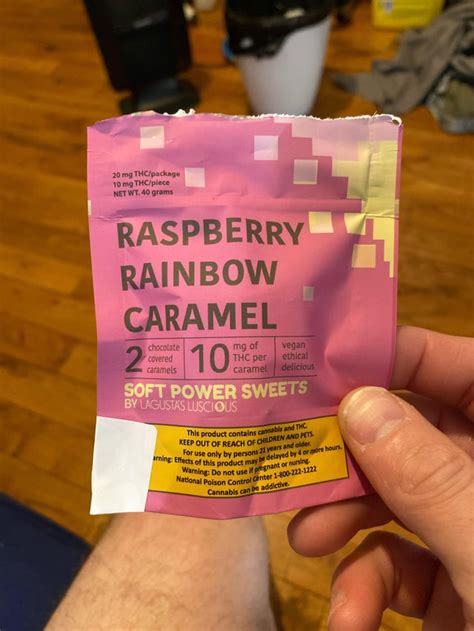 20 mg THC/package
10 mg THC/piece
NET WT. 40 grams
RASPBERRY
RAINBOW
CARAMEL
2 chocolate covered caramels
10 mg of THC per caramel
vegan ethical delicious
SOFT POWER SWEETS
BY LAGUSTA'S LUSCIOUS
This product contains cannabis and THC.
KEEP OUT OF REACH OF CHILDREN AND PETS.
For use only by persons 21 years and older.
arning: Effects of this product may be delayed by 4 or more hours.
Warning: Do not use if pregnant or nursing.
National Poison Control Center 1-800-222-1222
Cannabis can be addictive.